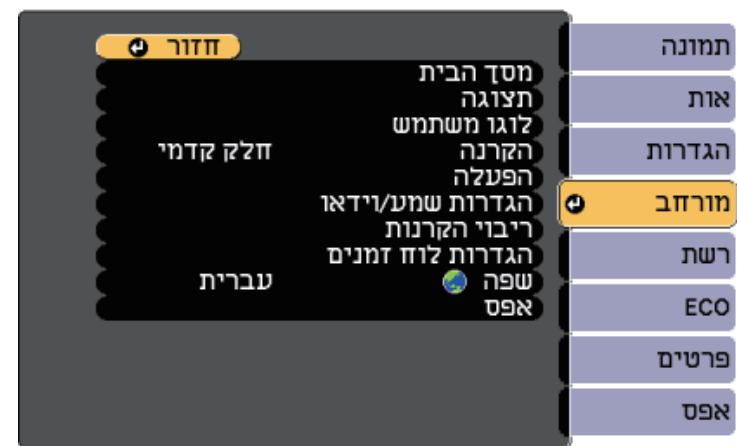 תמונה
אות
הגדרות
מורחב
רשת
ECO
פרטים
אפס
חזור
מסך הבית
תצוגה
לוגו משתמש
הקרנה חלק קדמי
הפעלה
הגדרות שמע/וידאו
ריבוי הקרנות
הגדרות לוח זמנים
שפה עברית
אפס